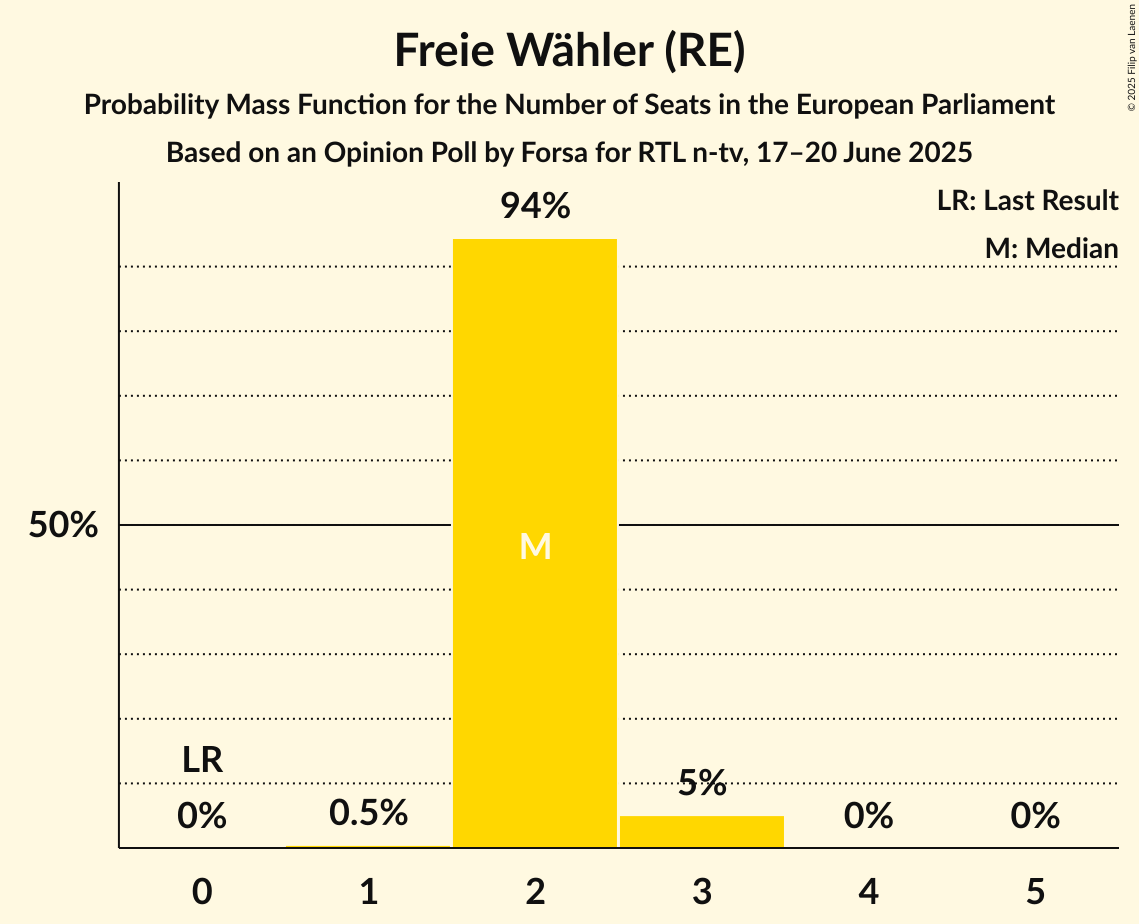 Freie Wähler (RE)
Probability Mass Function for the Number of Seats in the European Parliament
Based on an Opinion Poll by Forsa for RTL n-tv, 17–20 June 2025
© 2025 Filip van Laenen
LR: Last Result
M: Median
94%
50%
M
LR
0%
0.5%
5%
0%
0%
0
1
2
3
4
5